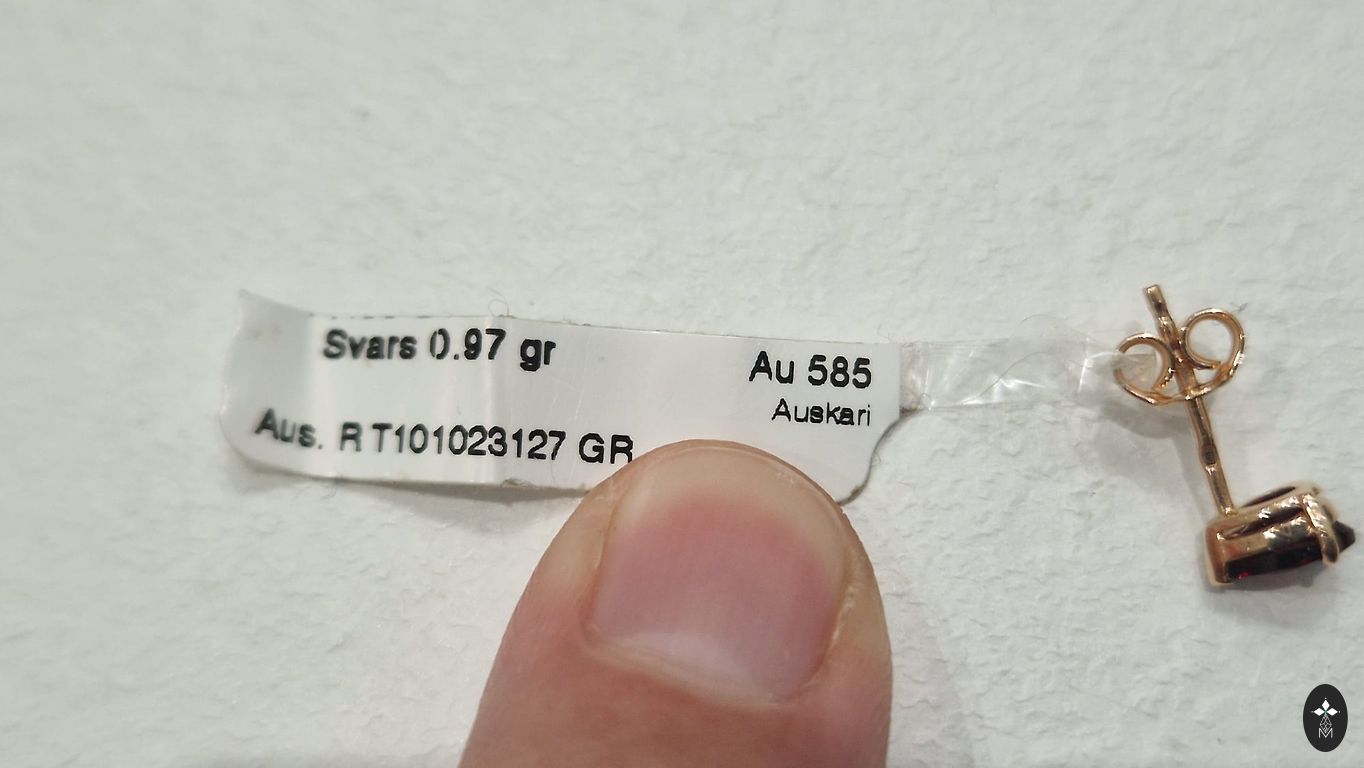 Svars 0.97 gr
Au 585
Auskari
Aus. R T101023127 GR